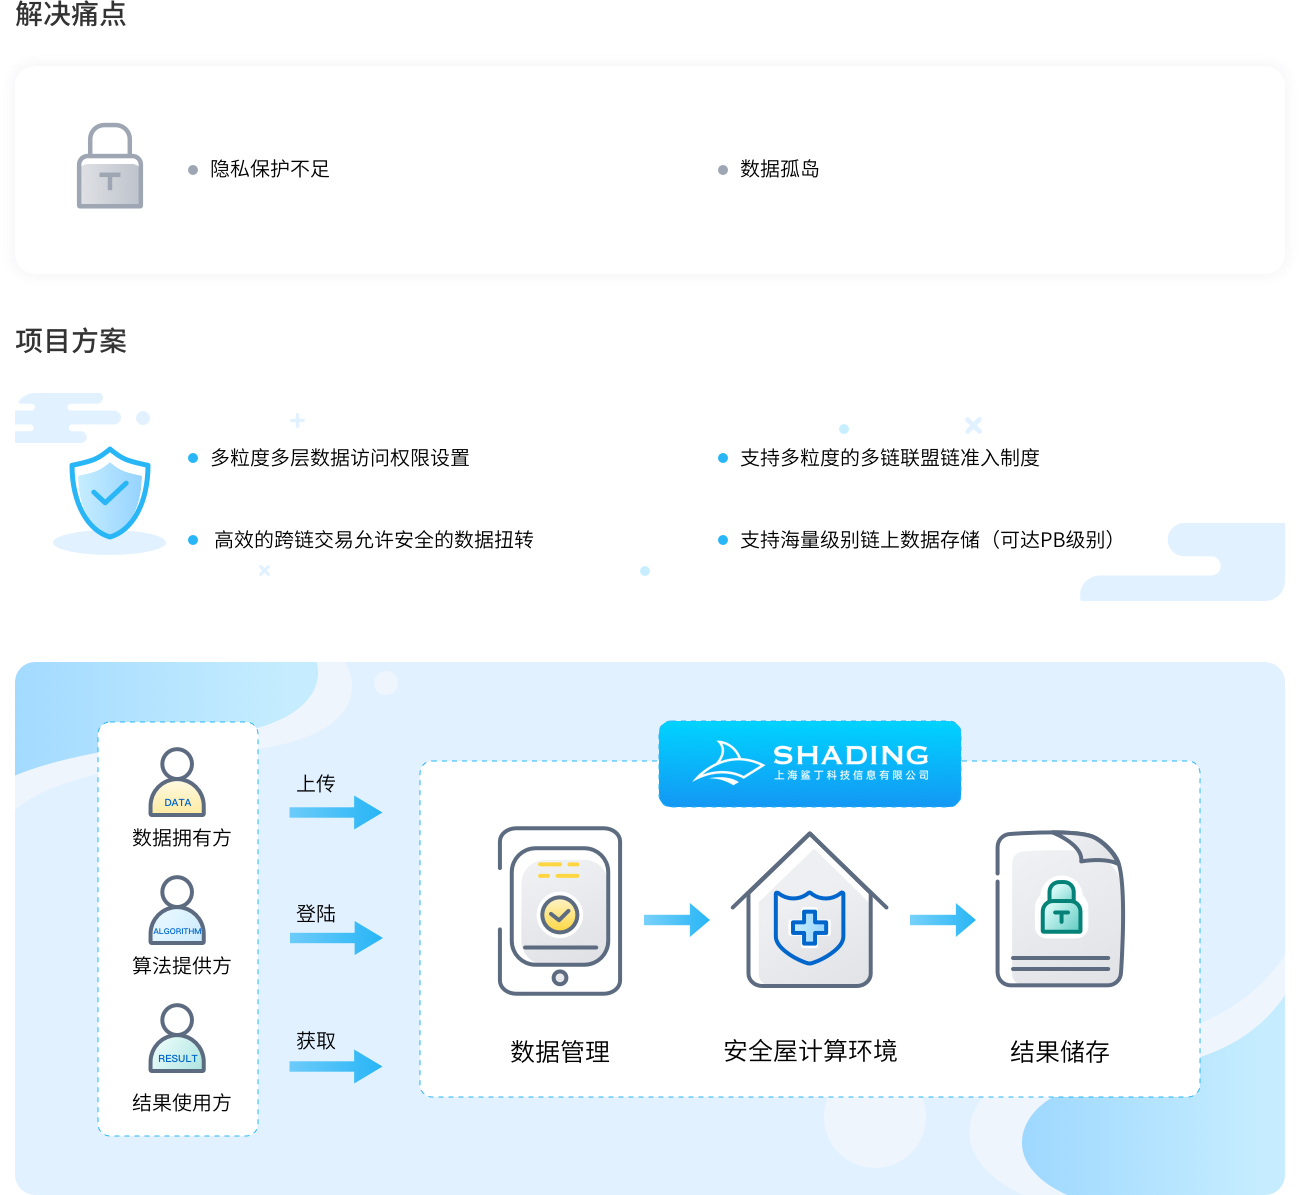 解决痛点
隐私保护不足
数据孤岛
项目方案
多粒度多层数据访问权限设置
支持多粒度的多链联盟链准入制度
高效的跨链交易允许安全的数据扭转
支持海量级别链上数据存储（可达PB级别）
SHADING
上海鲨丁科技信息有限公司
DATA
数据拥有方
上传
ALGORITHM
算法提供方
登陆
RESULT
结果使用方
获取
数据管理
安全屋计算环境
结果储存